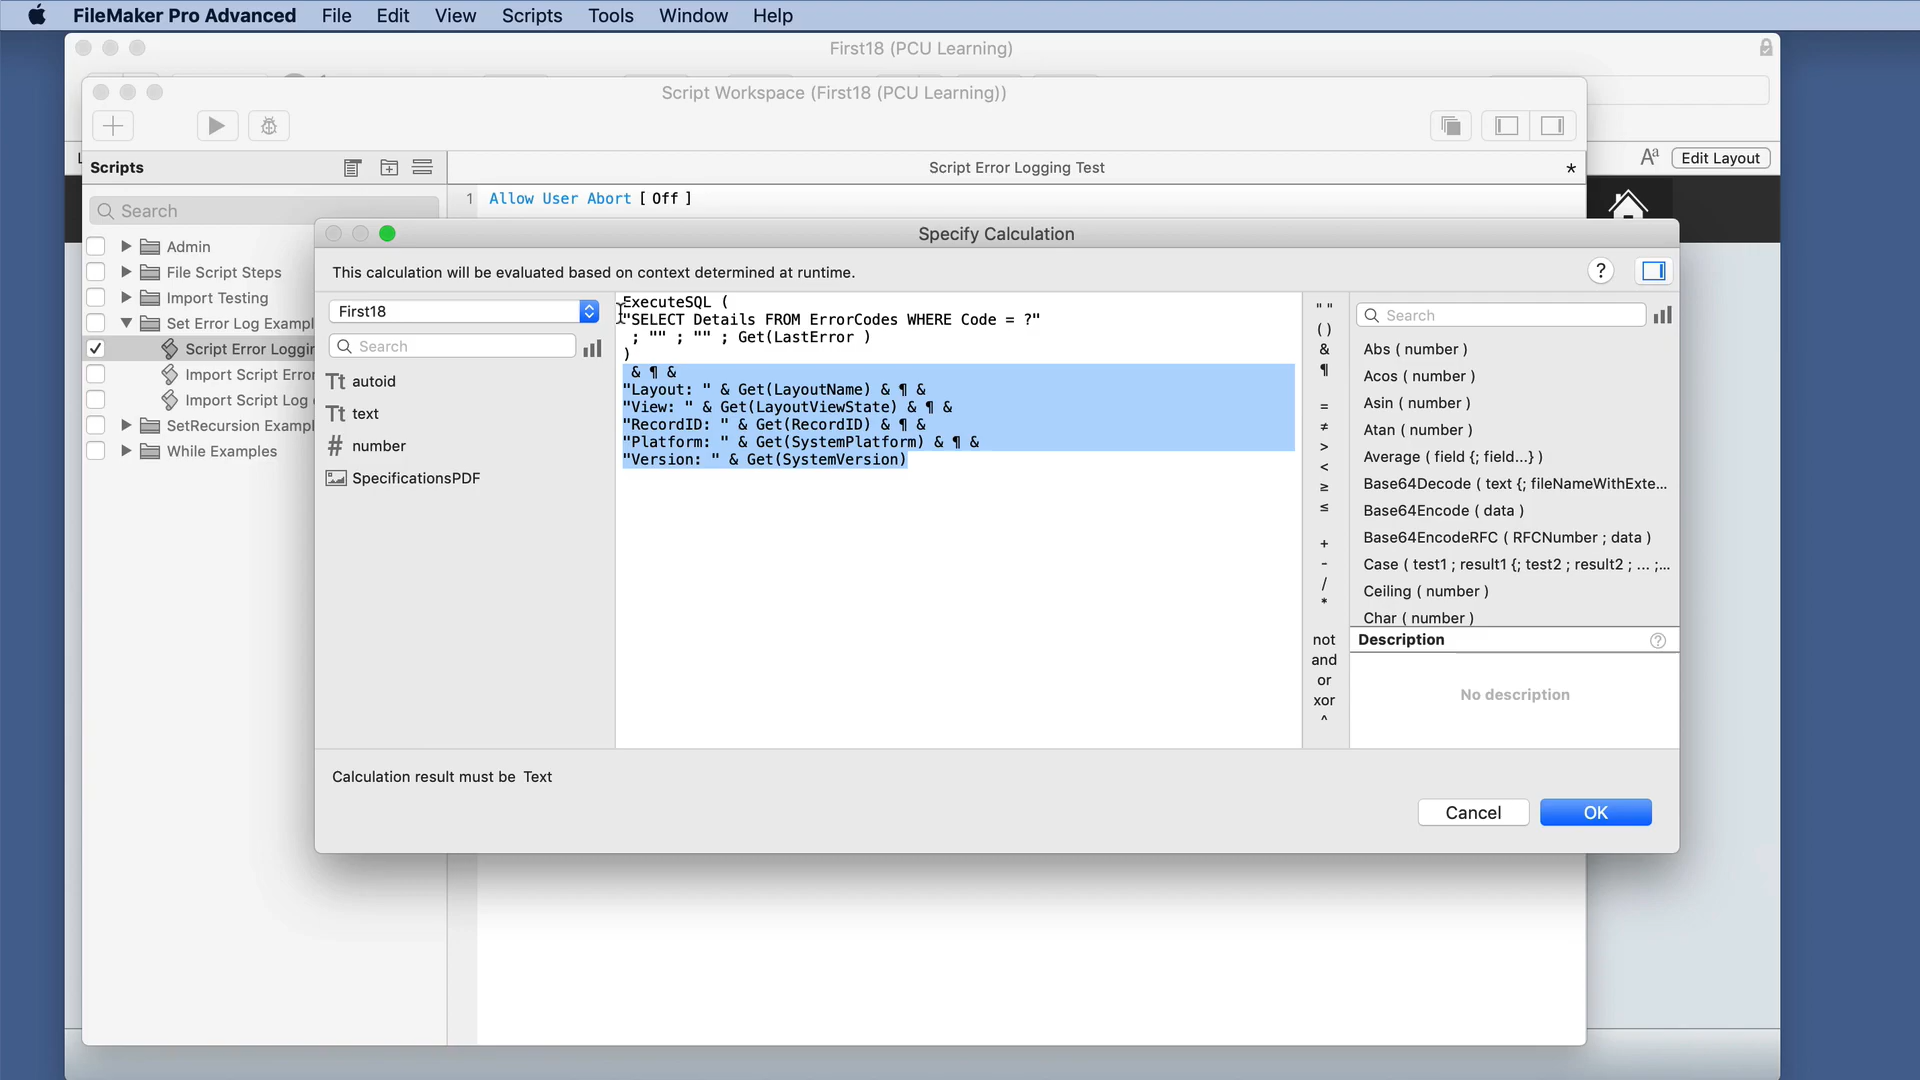 FileMaker Pro Advanced File Edit View Scripts Tools Window Help
First18 (PCU Learning)
Script Workspace (First18 (PCU Learning))
Scripts
Script Error Logging Test
*
Edit Layout
Search
1 Allow User Abort [ Off ]
Specify Calculation
Admin
File Script Steps
Import Testing
Set Error Log Exampl
Script Error Loggin
Import Script Error
Import Script Log
SetRecursion Exampl
While Examples
This calculation will be evaluated based on context determined at runtime.
?
First18
Search
autoid
text
number
SpecificationsPDF
ExecuteSQL (
"SELECT Details FROM ErrorCodes WHERE Code = ?"
; "" ; "" ; Get(LastError )
)
& ¶ &
"Layout: " & Get(LayoutName) & ¶ &
"View: " & Get(LayoutViewState) & ¶ &
"RecordID: " & Get(RecordID) & ¶ &
"Platform: " & Get(SystemPlatform) & ¶ &
"Version: " & Get(SystemVersion)
" "
( )
&
¶
=
≠
>
<
≥
≤
+
-
/
*
not
and
or
xor
^
Search
Abs ( number )
Acos ( number )
Asin ( number )
Atan ( number )
Average ( field {; field...} )
Base64Decode ( text {; fileNameWithExte...
Base64Encode ( data )
Base64EncodeRFC ( RFCNumber ; data )
Case ( test1 ; result1 {; test2 ; result2 ; ... ;...
Ceiling ( number )
Char ( number )
Description
?
No description
Calculation result must be Text
Cancel
OK